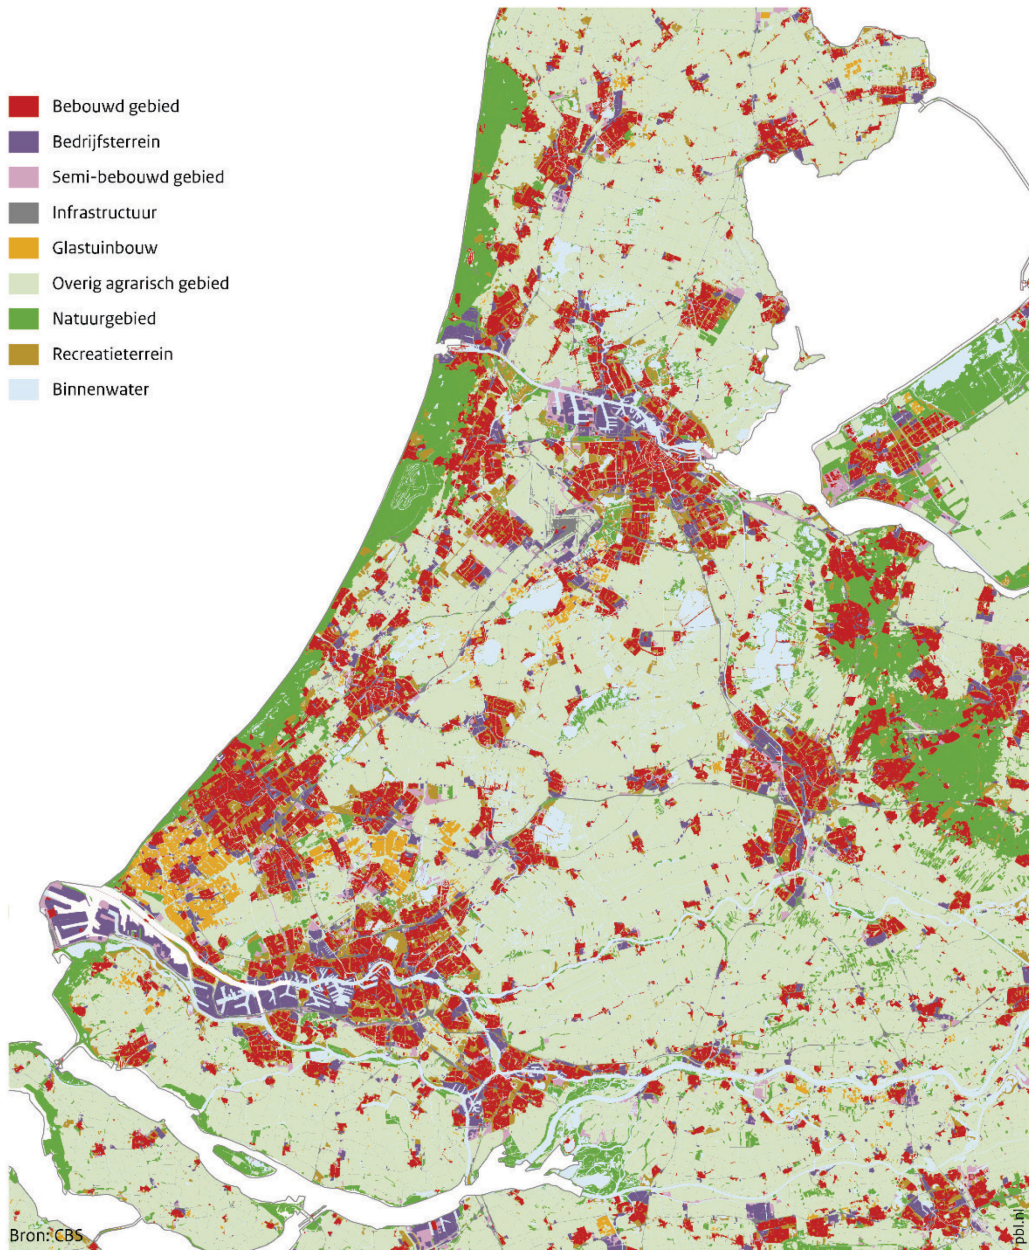 Bebouwd gebied
Bedrijfsterrein
Semi-bebouwd gebied
Infrastructuur
Glastuinbouw
Overig agrarisch gebied
Natuurgebied
Recreatieterrein
Binnenwater
Bron: CBS
pbl.nl